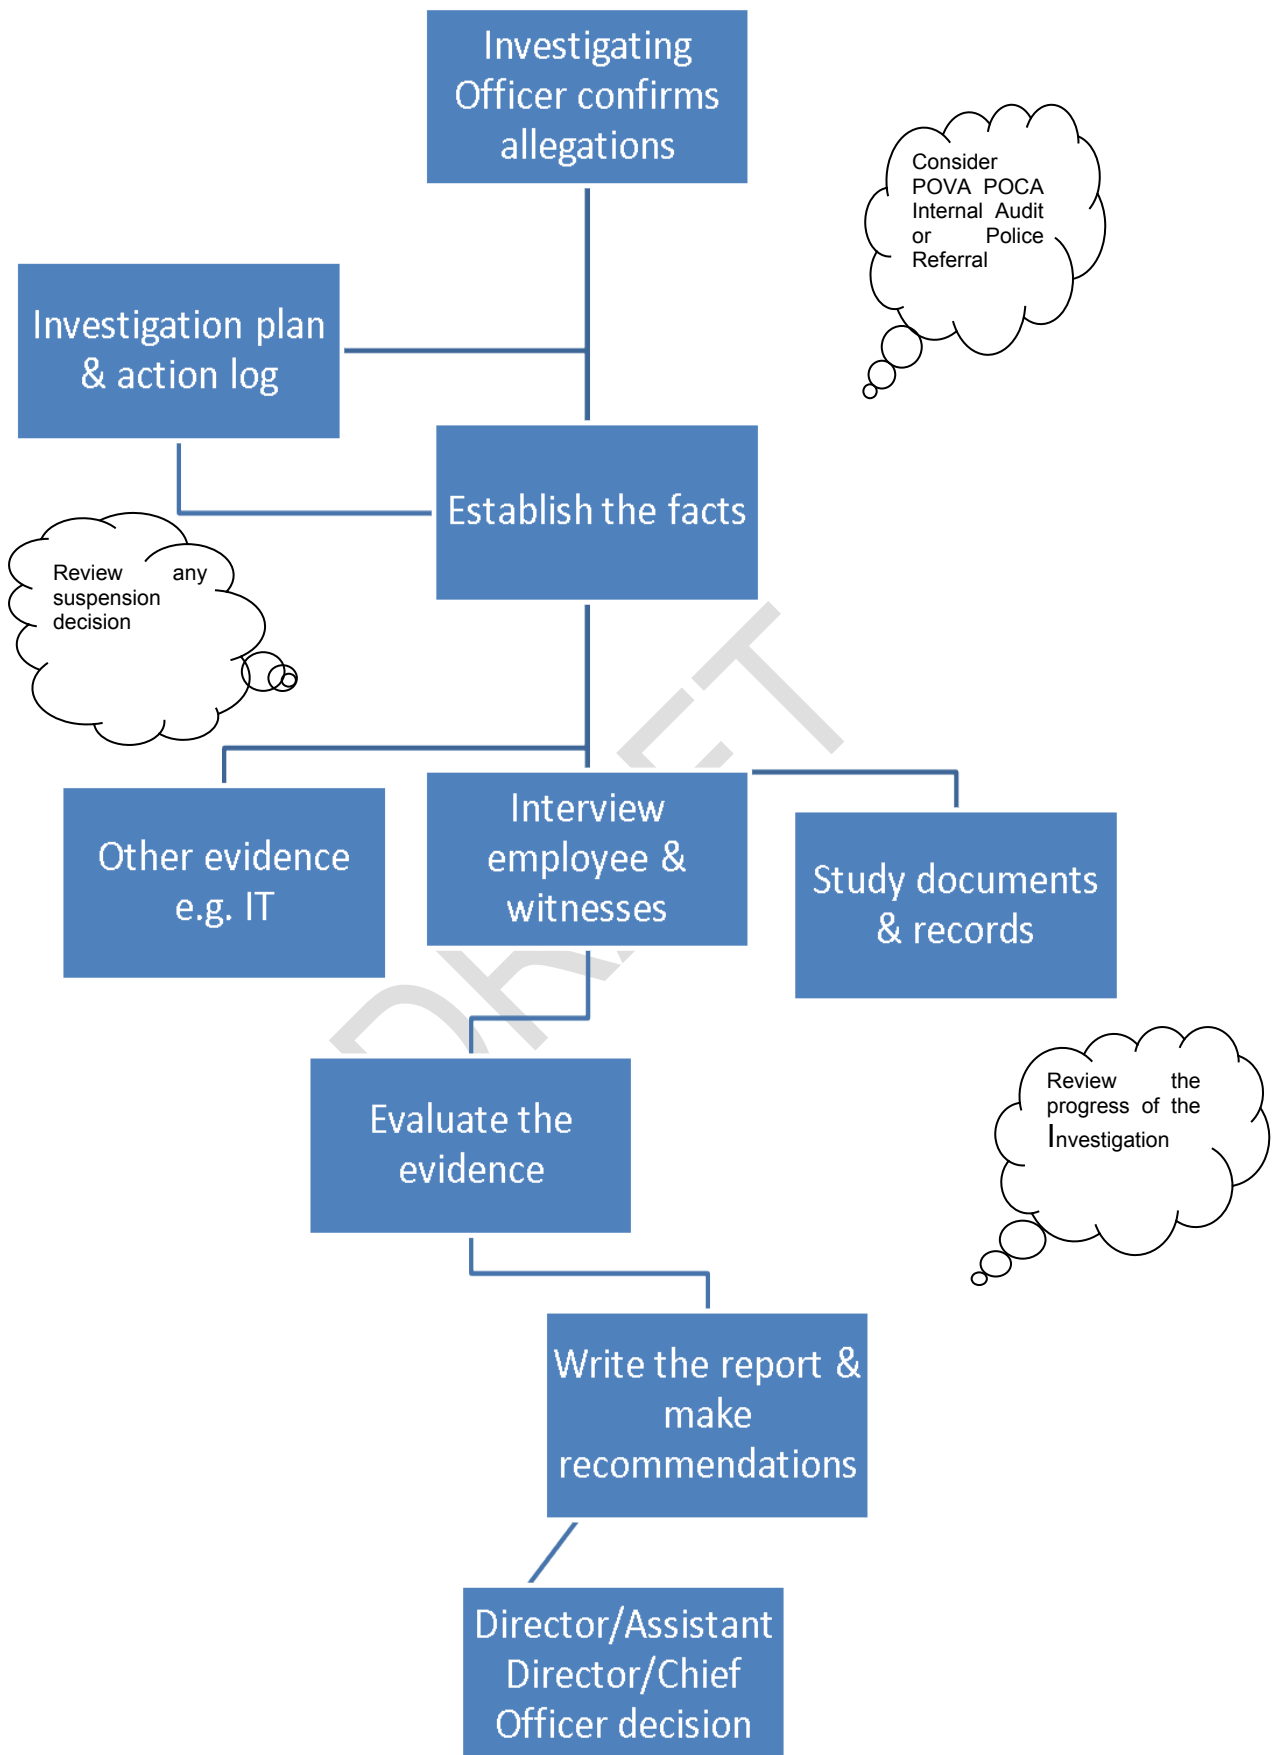 Investigating
Officer confirms
allegations
Consider
POVA POCA
Internal Audit
or Police
Referral
Investigation plan
& action log
Establish the facts
Review any
suspension
decision
DRAFT
Other evidence
e.g. IT
Interview
employee &
witnesses
Study documents
& records
Review the
progress of the
Investigation
Evaluate the
evidence
Write the report &
make
recommendations
Director/Assistant
Director/Chief
Officer decision